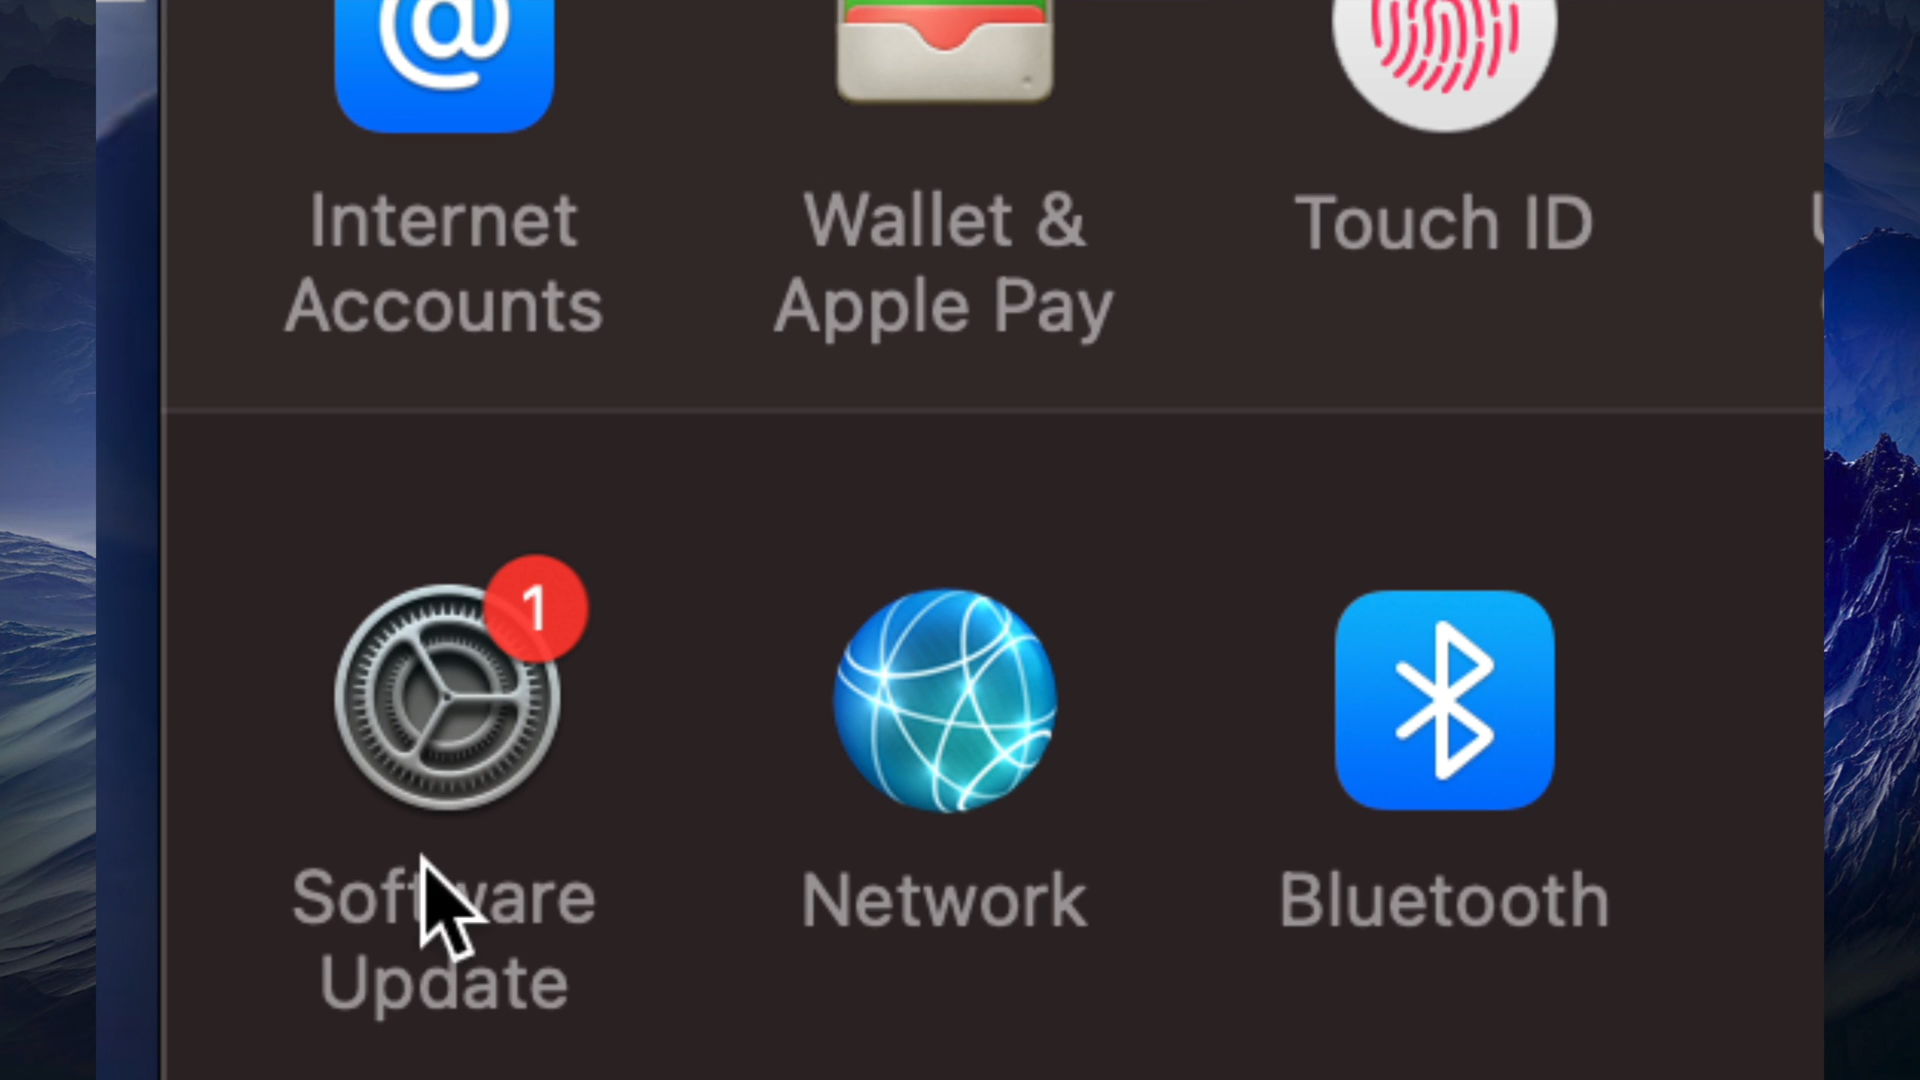 @
Internet
Accounts
Wallet &
Apple Pay
Touch ID
1
Software
Update
Network
Bluetooth